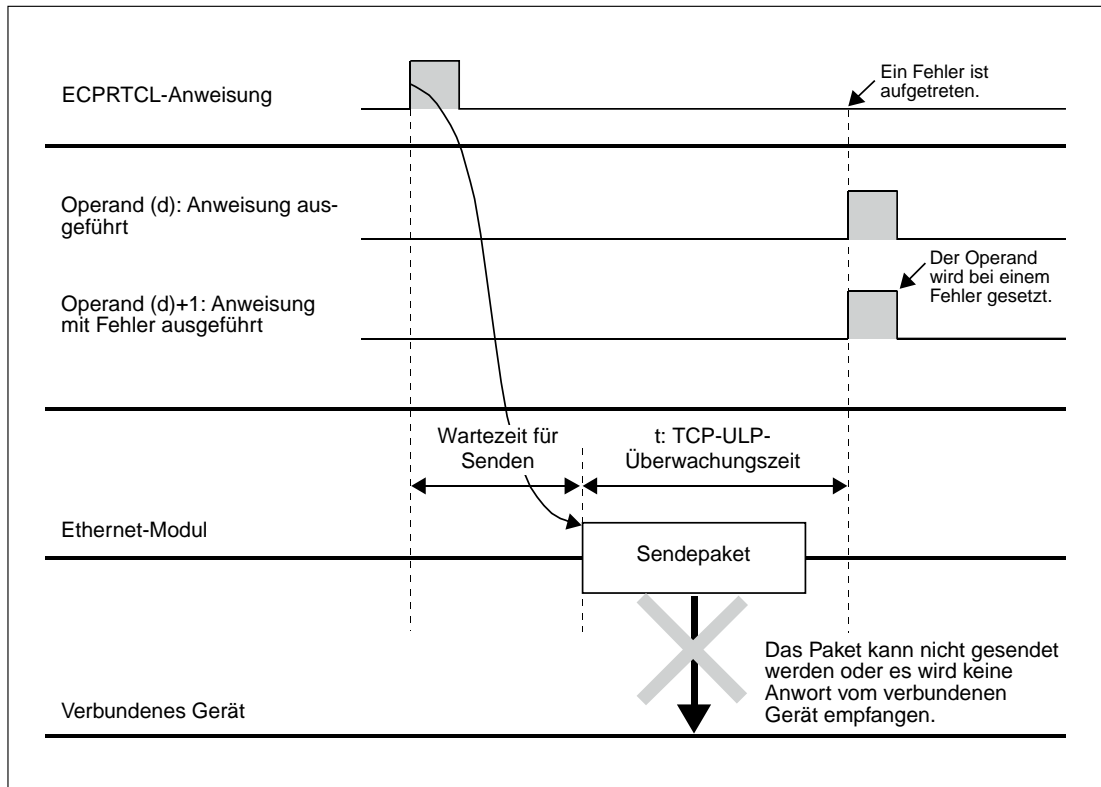 ECPRTCL-Anweisung
Ein Fehler ist
aufgetreten.
Operand (d): Anweisung aus-
geführt
Der Operand
wird bei einem
Fehler gesetzt.
Operand (d)+1: Anweisung
mit Fehler ausgeführt
Wartezeit für
Senden
t: TCP-ULP-
Überwachungszeit
Ethernet-Modul
Sendepaket
Das Paket kann nicht gesendet
werden oder es wird keine
Anwort vom verbundenen
Gerät empfangen.
Verbundenes Gerät